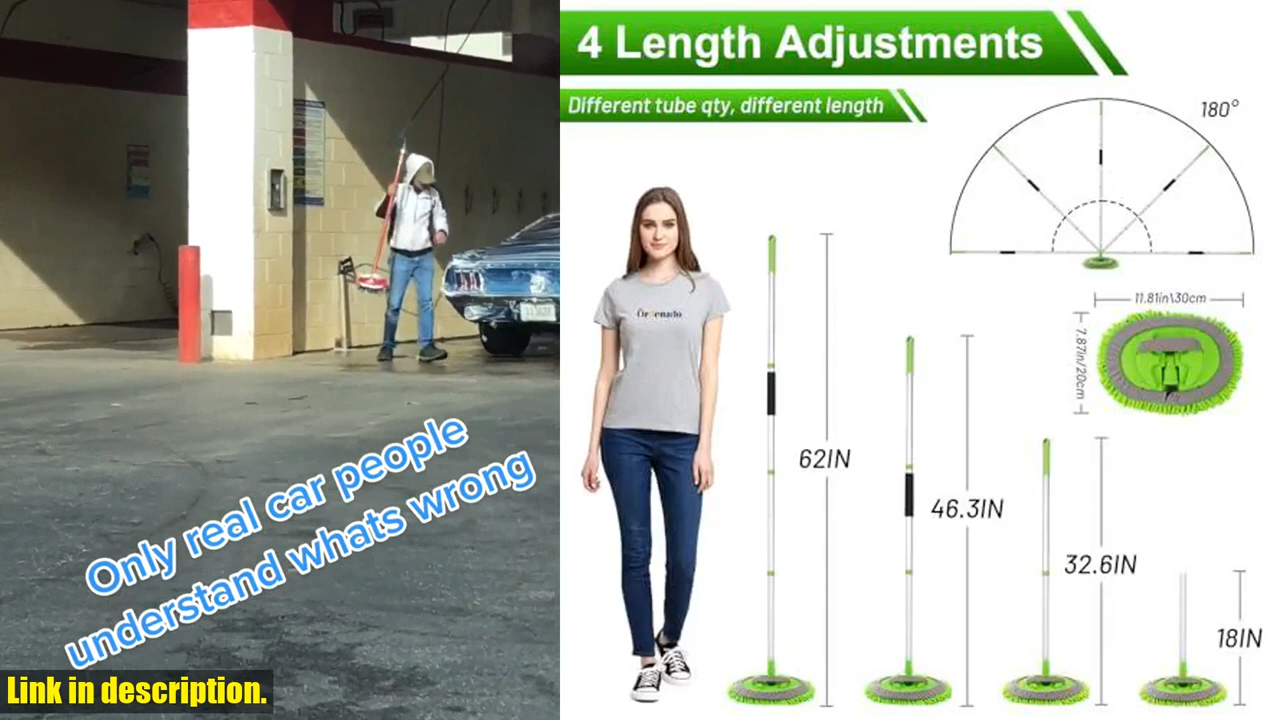 Only real car people
understand whats wrong
Link in description.
4 Length Adjustments
Different tube qty, different length
180°
11.81in\30cm
7.87in/20cm
62IN
46.3IN
32.6IN
18IN